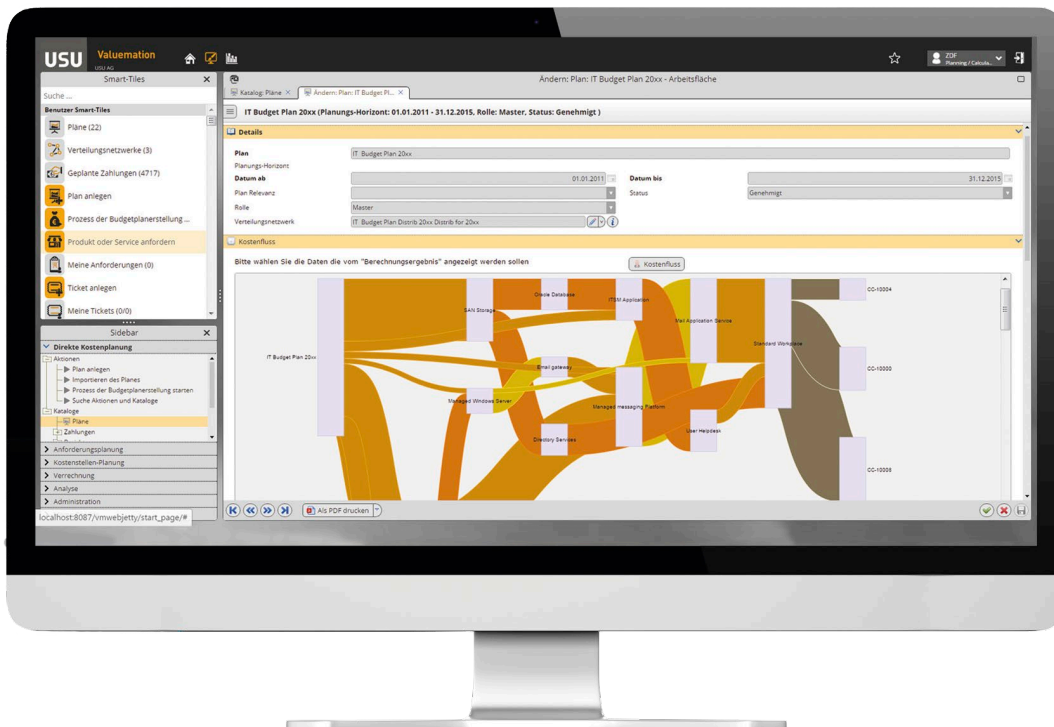 USU Valuemation
USU AG
ZDF
Planning / Calcula...
Smart-Tiles
Suche ...
Benutzer Smart-Tiles
Pläne (22)
Verteilungsnetzwerke (3)
Geplante Zahlungen (4717)
Plan anlegen
Prozess der Budgetplanerstellung ...
Produkt oder Service anfordern
Meine Anforderungen (0)
Ticket anlegen
Meine Tickets (0/0)
Sidebar
Direkte Kostenplanung
Aktionen
Plan anlegen
Importieren des Planes
Prozess der Budgetplanerstellung starten
Suche Aktionen und Kataloge
Kataloge
Pläne
Zahlungen
Anforderungsplanung
Kostenstellen-Planung
Verrechnung
Analyse
Administration
localhost:8087/vmwebjetty/start_page/#
Ändern: Plan: IT Budget Plan 20xx - Arbeitsfläche
Katalog: Pläne
Ändern: Plan: IT Budget Pl...
IT Budget Plan 20xx (Planungs-Horizont: 01.01.2011 - 31.12.2015, Rolle: Master, Status: Genehmigt )
Details
Plan IT Budget Plan 20xx
Planungs-Horizont
Datum ab 01.01.2011 Datum bis 31.12.2015
Plan Relevanz Status Genehmigt
Rolle Master
Verteilungsnetzwerk IT Budget Plan Distrib 20xx Distrib for 20xx
Kostenfluss
Bitte wählen Sie die Daten die vom "Berechnungsergebnis" angezeigt werden sollen
Kostenfluss
IT Budget Plan 20xx
SAN Storage
Managed Windows Server
Oracle Database
Email gateway
Directory Services
ITSM Application
Managed messaging Platform
Mail Application Service
User Helpdesk
Standard Workplace
CC-10004
CC-10000
CC-10006
Als PDF drucken